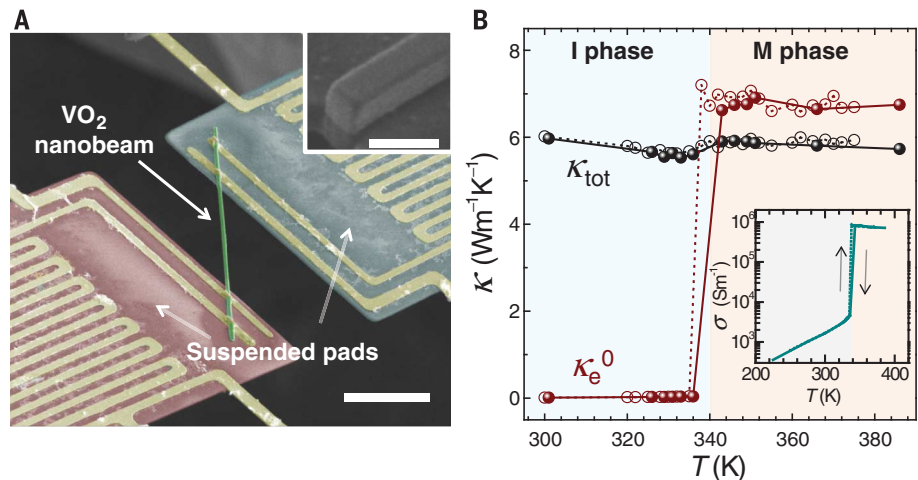 A
VO₂
nanobeam
Suspended pads
B
I phase
M phase
κ (Wm⁻¹K⁻¹)
8
6
4
2
0
κtot
κe⁰
300
320
340
360
380
T (K)
σ (Sm⁻¹)
10⁶
10⁵
10⁴
10³
200
300
400
T (K)